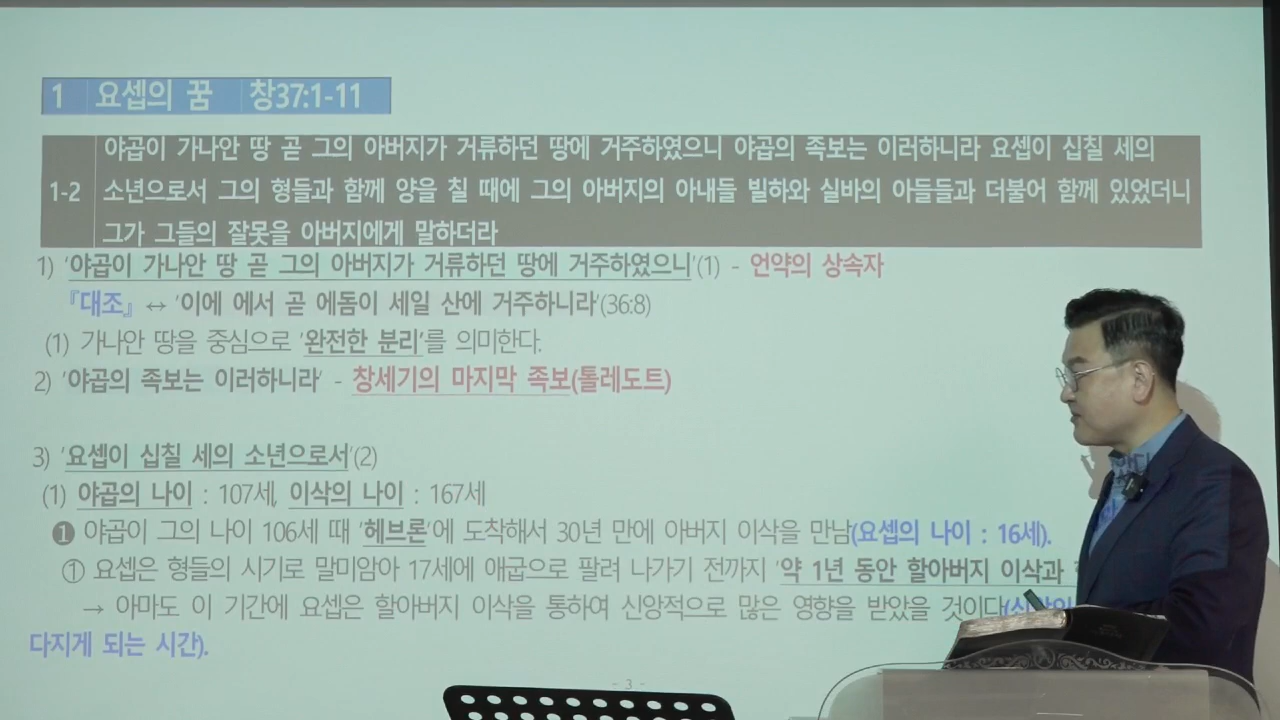 1 요셉의 꿈 창37:1-11
야곱이 가나안 땅 곧 그의 아버지가 거류하던 땅에 거주하였으니 야곱의 족보는 이러하니라 요셉이 십칠 세의
1-2 소년으로서 그의 형들과 함께 양을 칠 때에 그의 아버지의 아내들 빌하와 실바의 아들들과 더불어 함께 있었더니
그가 그들의 잘못을 아버지에게 말하더라
1) '야곱이 가나안 땅 곧 그의 아버지가 거류하던 땅에 거주하였으니'(1) - 언약의 상속자
『대조』 ↔ '이에 에서 곧 에돔이 세일 산에 거주하니라'(36:8)
(1) 가나안 땅을 중심으로 '완전한 분리'를 의미한다.
2) '야곱의 족보는 이러하니라' - 창세기의 마지막 족보(톨레도트)
3) '요셉이 십칠 세의 소년으로서'(2)
(1) 야곱의 나이 : 107세, 이삭의 나이 : 167세
❶ 야곱이 그의 나이 106세 때 '헤브론'에 도착해서 30년 만에 아버지 이삭을 만남(요셉의 나이 : 16세).
① 요셉은 형들의 시기로 말미암아 17세에 애굽으로 팔려 나가기 전까지 '약 1년 동안 할아버지 이삭과
→ 아마도 이 기간에 요셉은 할아버지 이삭을 통하여 신앙적으로 많은 영향을 받았을 것이다
다지게 되는 시간).
- 3 -